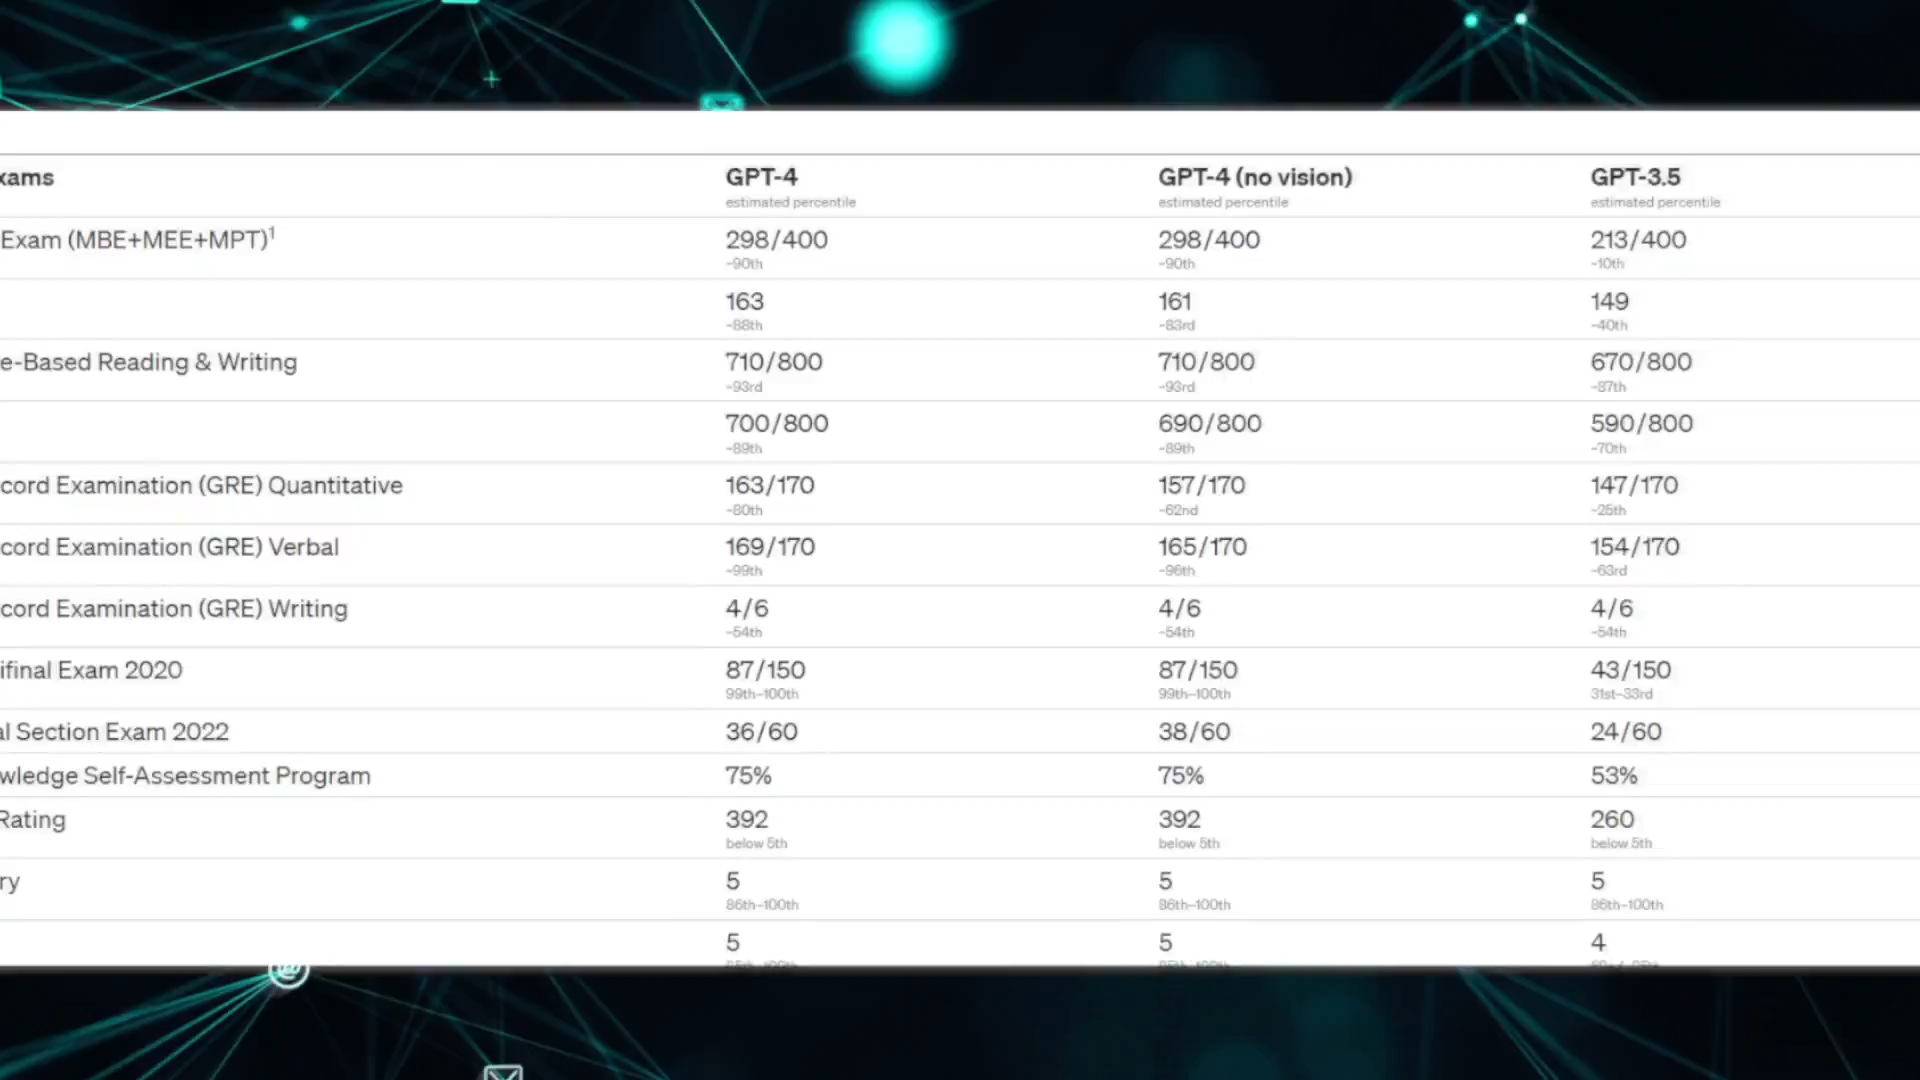 xams GPT-4 GPT-4 (no vision) GPT-3.5
estimated percentile estimated percentile estimated percentile
Exam (MBE+MEE+MPT)1 298/400 298/400 213/400
~90th ~90th ~10th
163 161 149
~88th ~83rd ~40th
e-Based Reading & Writing 710/800 710/800 670/800
~93rd ~93rd ~87th
700/800 690/800 590/800
~89th ~89th ~70th
cord Examination (GRE) Quantitative 163/170 157/170 147/170
~80th ~62nd ~25th
cord Examination (GRE) Verbal 169/170 165/170 154/170
~99th ~96th ~63rd
cord Examination (GRE) Writing 4/6 4/6 4/6
~54th ~54th ~54th
ifinal Exam 2020 87/150 87/150 43/150
99th–100th 99th–100th 31st–33rd
al Section Exam 2022 36/60 38/60 24/60
wledge Self-Assessment Program 75% 75% 53%
Rating 392 392 260
below 5th below 5th below 5th
ry 5 5 5
86th–100th 86th–100th 86th–100th
5 5 4